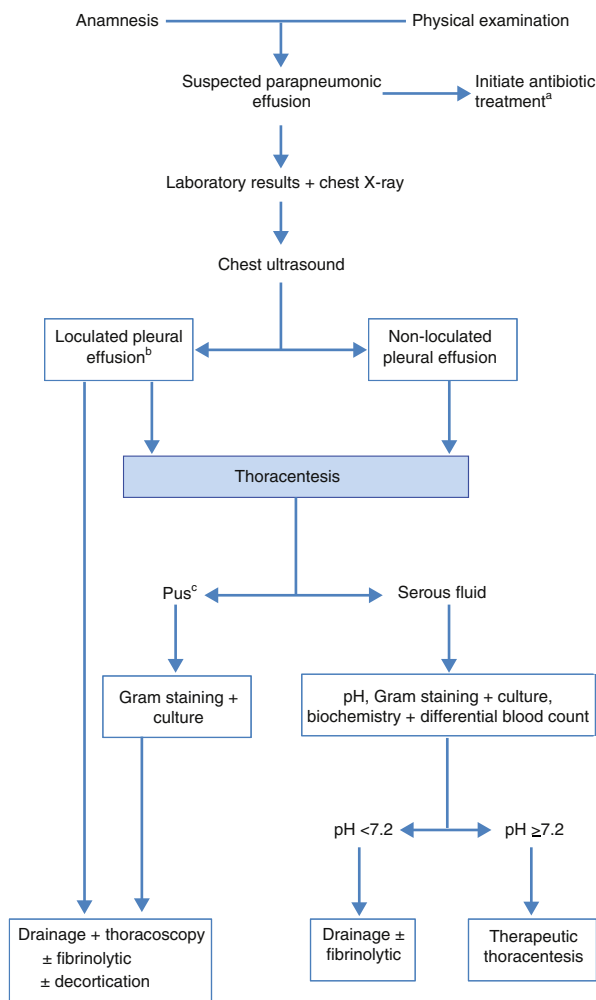 Anamnesis
Physical examination
Suspected parapneumonic
effusion
Initiate antibiotic
treatmentᵃ
Laboratory results + chest X-ray
Chest ultrasound
Loculated pleural
effusionᵇ
Non-loculated
pleural effusion
Thoracentesis
Pusᶜ
Serous fluid
Gram staining +
culture
pH, Gram staining + culture,
biochemistry + differential blood count
pH <7.2
pH ≥7.2
Drainage + thoracoscopy
± fibrinolytic
± decortication
Drainage ±
fibrinolytic
Therapeutic
thoracentesis